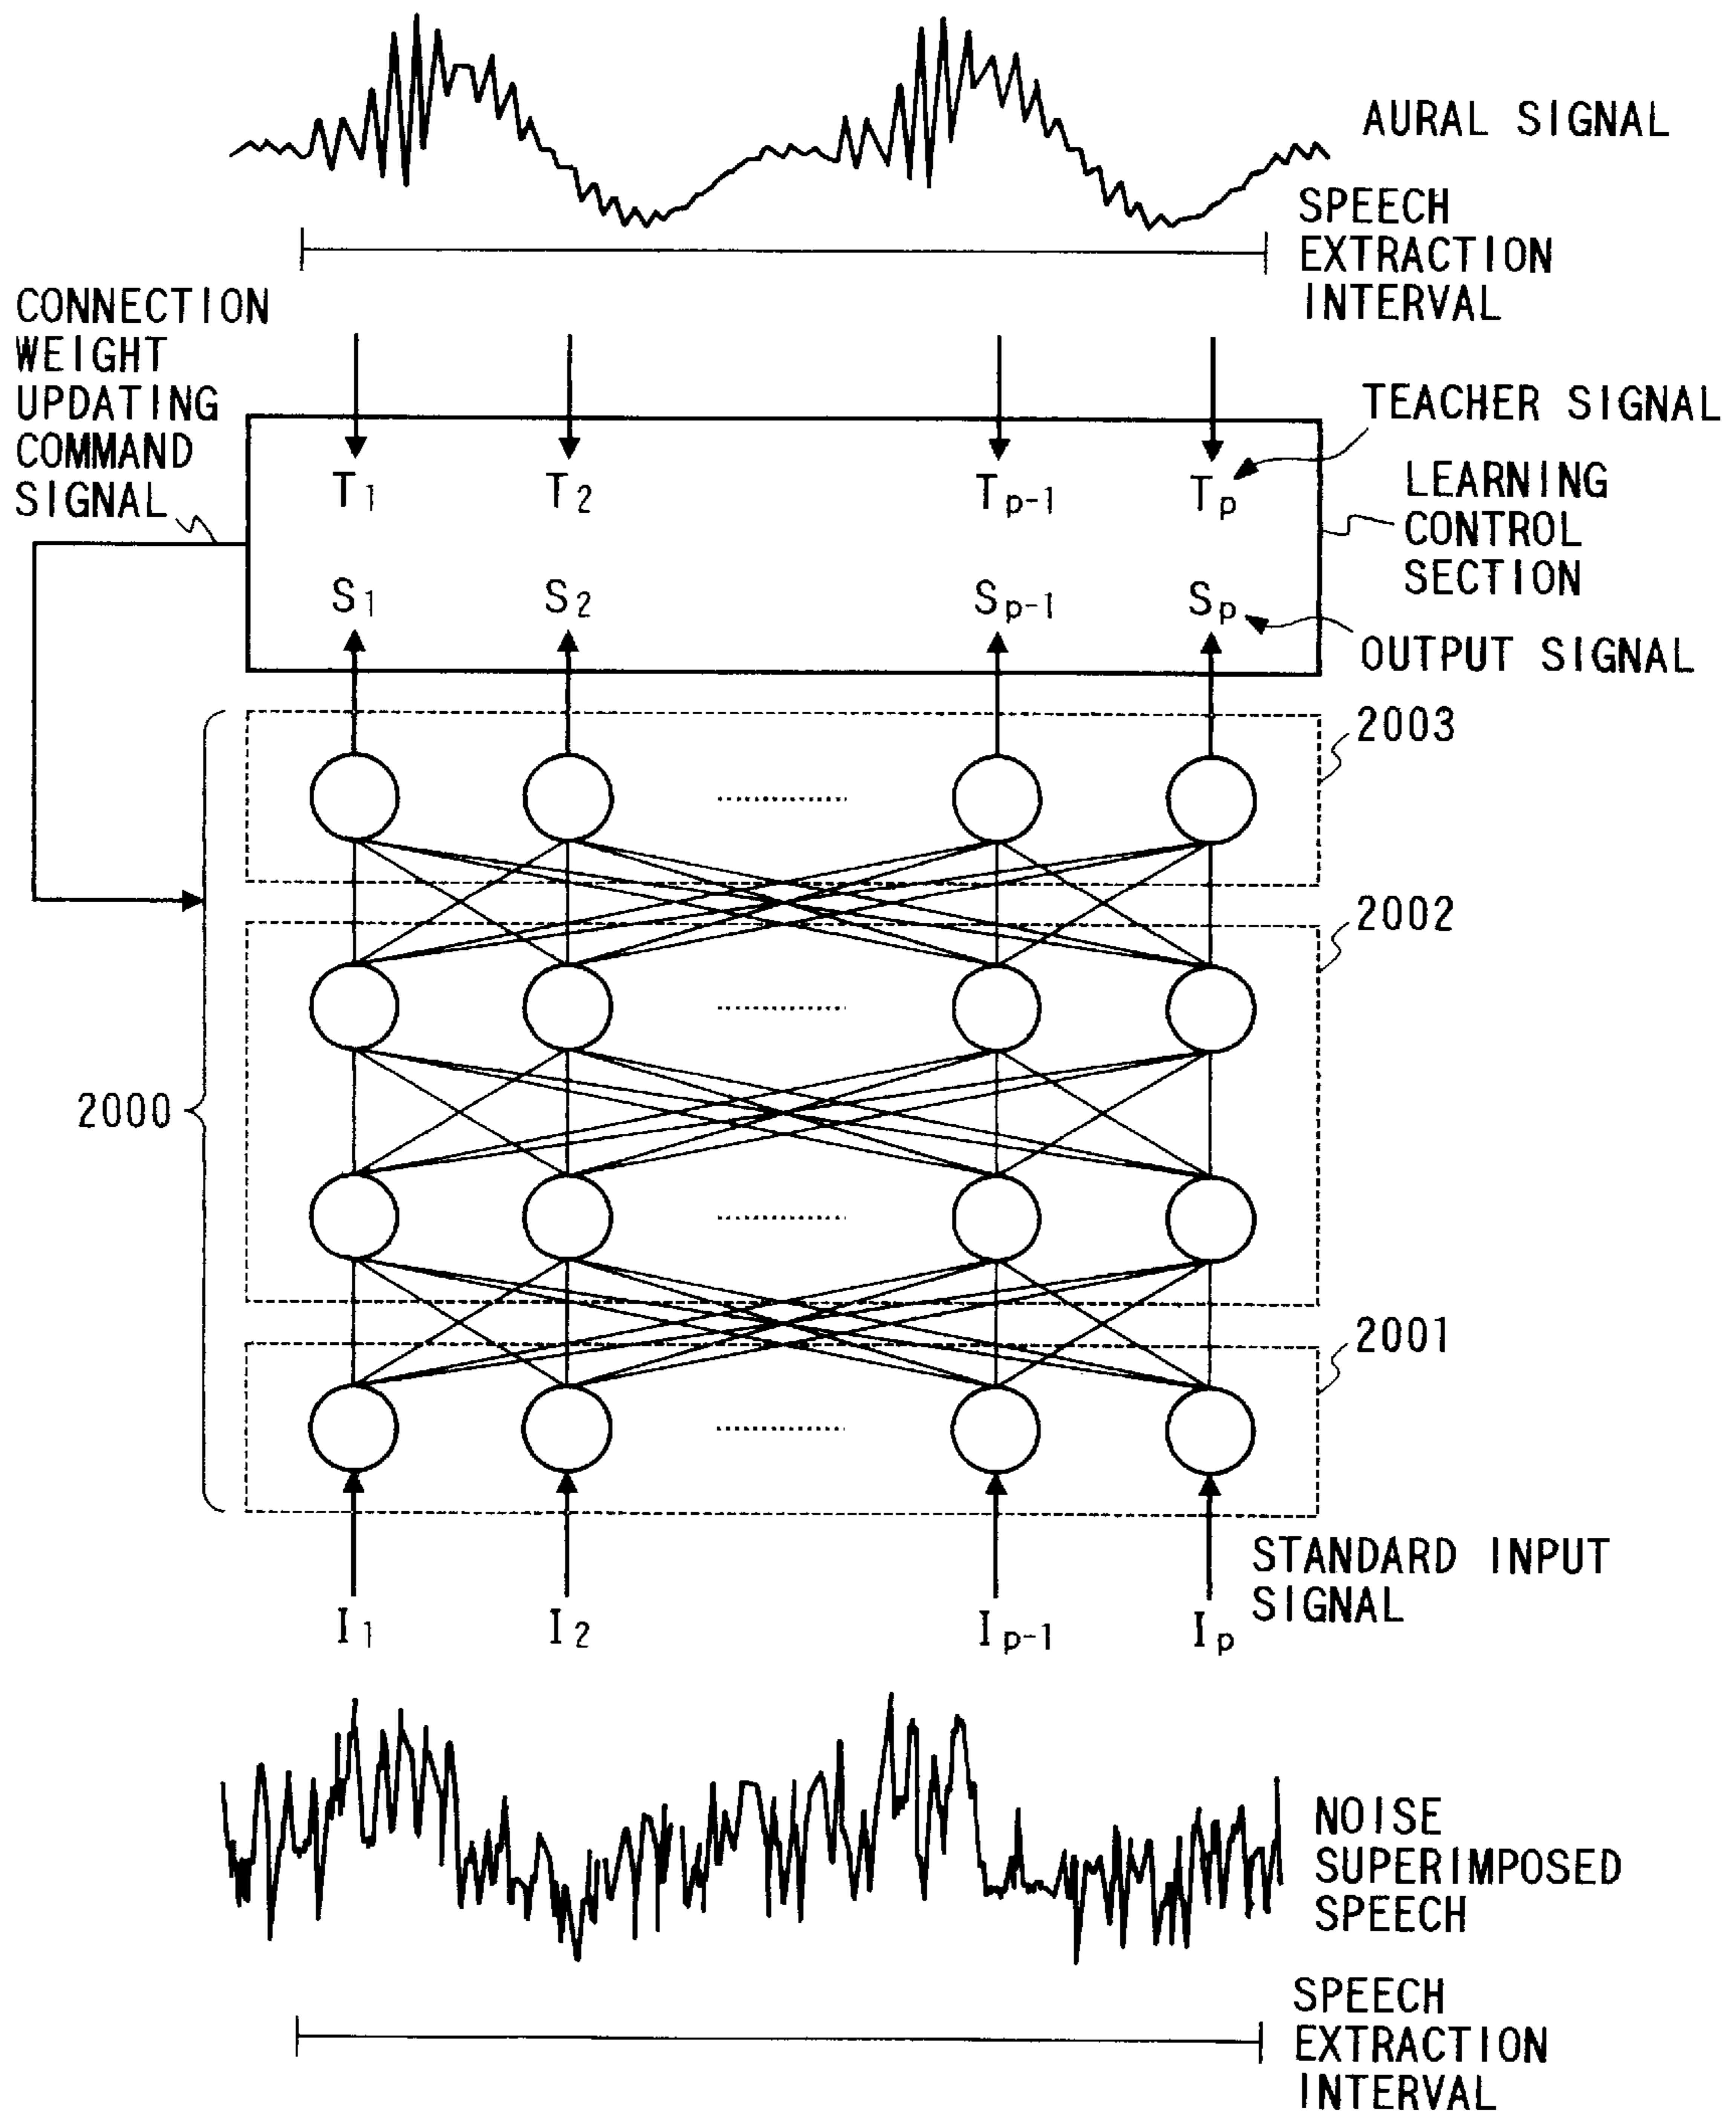 AURAL SIGNAL
SPEECH
EXTRACTION
INTERVAL
CONNECTION
WEIGHT
UPDATING
COMMAND
SIGNAL
TEACHER SIGNAL
T1 T2 Tp-1 Tp
LEARNING
CONTROL
SECTION
S1 S2 Sp-1 Sp
OUTPUT SIGNAL
2003
2002
2000
2001
STANDARD INPUT
SIGNAL
I1 I2 Ip-1 Ip
NOISE
SUPERIMPOSED
SPEECH
SPEECH
EXTRACTION
INTERVAL